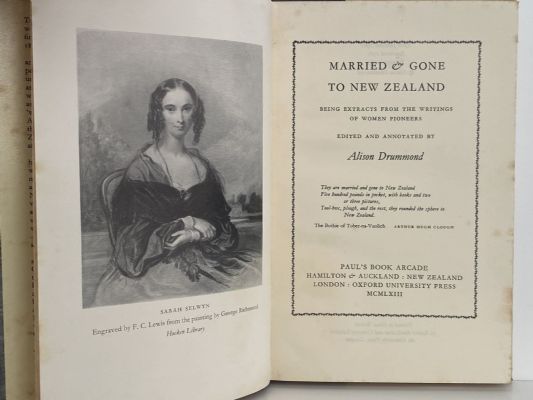 SARAH SELWYN
Engraved by F. C. Lewis from the painting by George Richmond
Hocken Library
MARRIED & GONE
TO NEW ZEALAND
BEING EXTRACTS FROM THE WRITINGS
OF WOMEN PIONEERS
EDITED AND ANNOTATED BY
Alison Drummond
They are married and gone to New Zealand
Five hundred pounds in pocket, with books and two
or three pictures,
Tool-box, plough, and the rest, they rounded the sphere to
New Zealand.
The Bothie of Tober-na-Vuolich ARTHUR HUGH CLOUGH
PAUL'S BOOK ARCADE
HAMILTON & AUCKLAND : NEW ZEALAND
LONDON : OXFORD UNIVERSITY PRESS
MCMLXIII